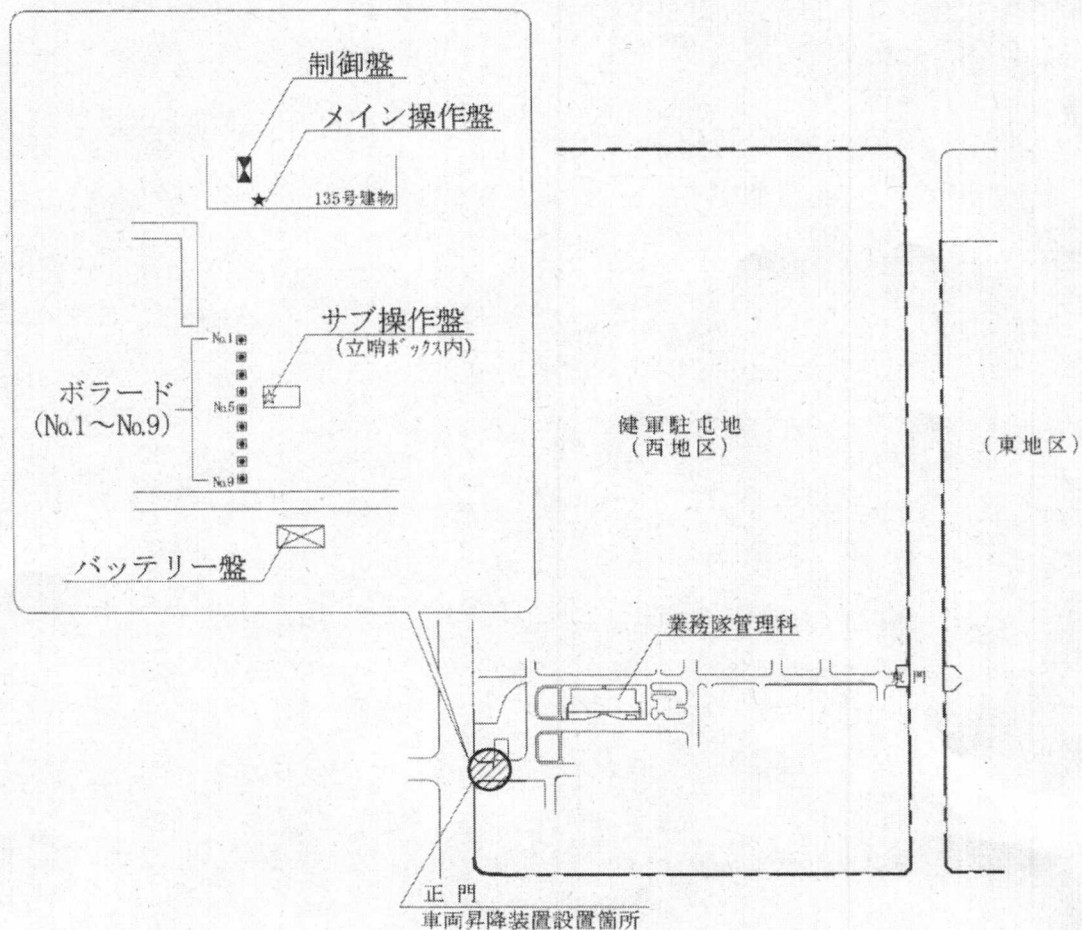 制御盤
メイン操作盤
135号建物
サブ操作盤
(立哨ボックス内)
No.1
No.5
No.9
ボラード
(No.1～No.9)
バッテリー盤
健軍駐屯地
(西地区)
(東地区)
業務隊管理科
東門
正門
車両昇降装置設置箇所